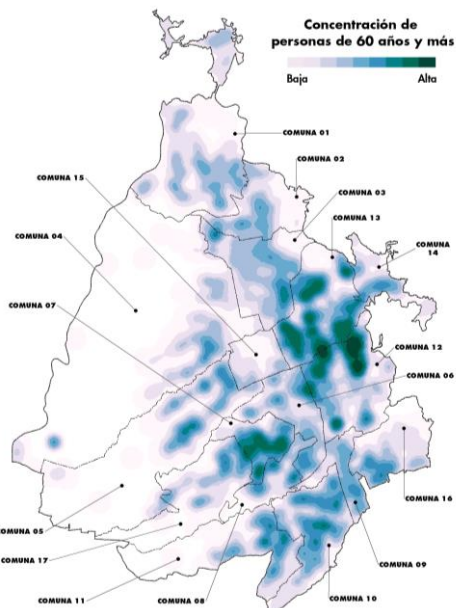 Concentración de
personas de 60 años y más
Baja
Alta
COMUNA 01
COMUNA 02
COMUNA 15
COMUNA 03
COMUNA 13
COMUNA 04
COMUNA
14
COMUNA 07
COMUNA 12
COMUNA 06
COMUNA 16
COMUNA 05
COMUNA 17
COMUNA 09
COMUNA 11
COMUNA 08
COMUNA 10